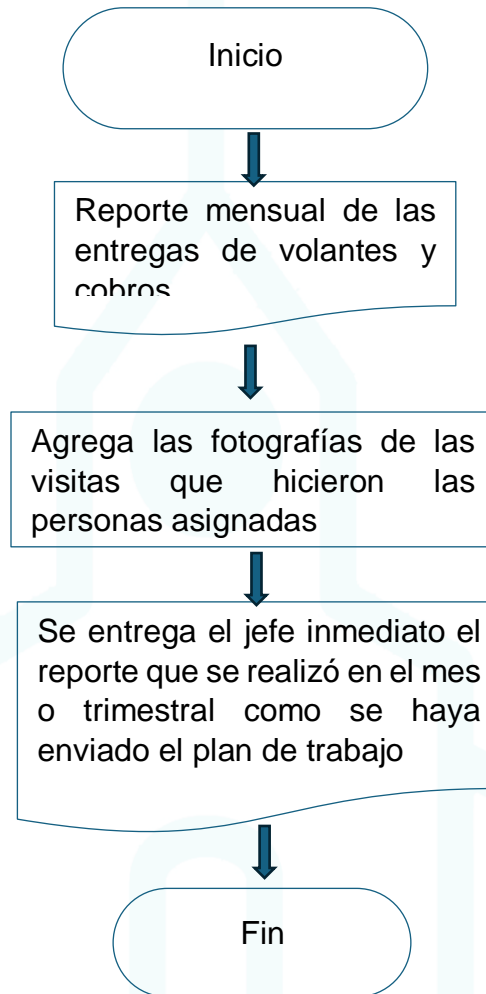 Inicio
Reporte mensual de las
entregas de volantes y
cobros
Agrega las fotografías de las
visitas que hicieron las
personas asignadas
Se entrega el jefe inmediato el
reporte que se realizó en el mes
o trimestral como se haya
enviado el plan de trabajo
Fin